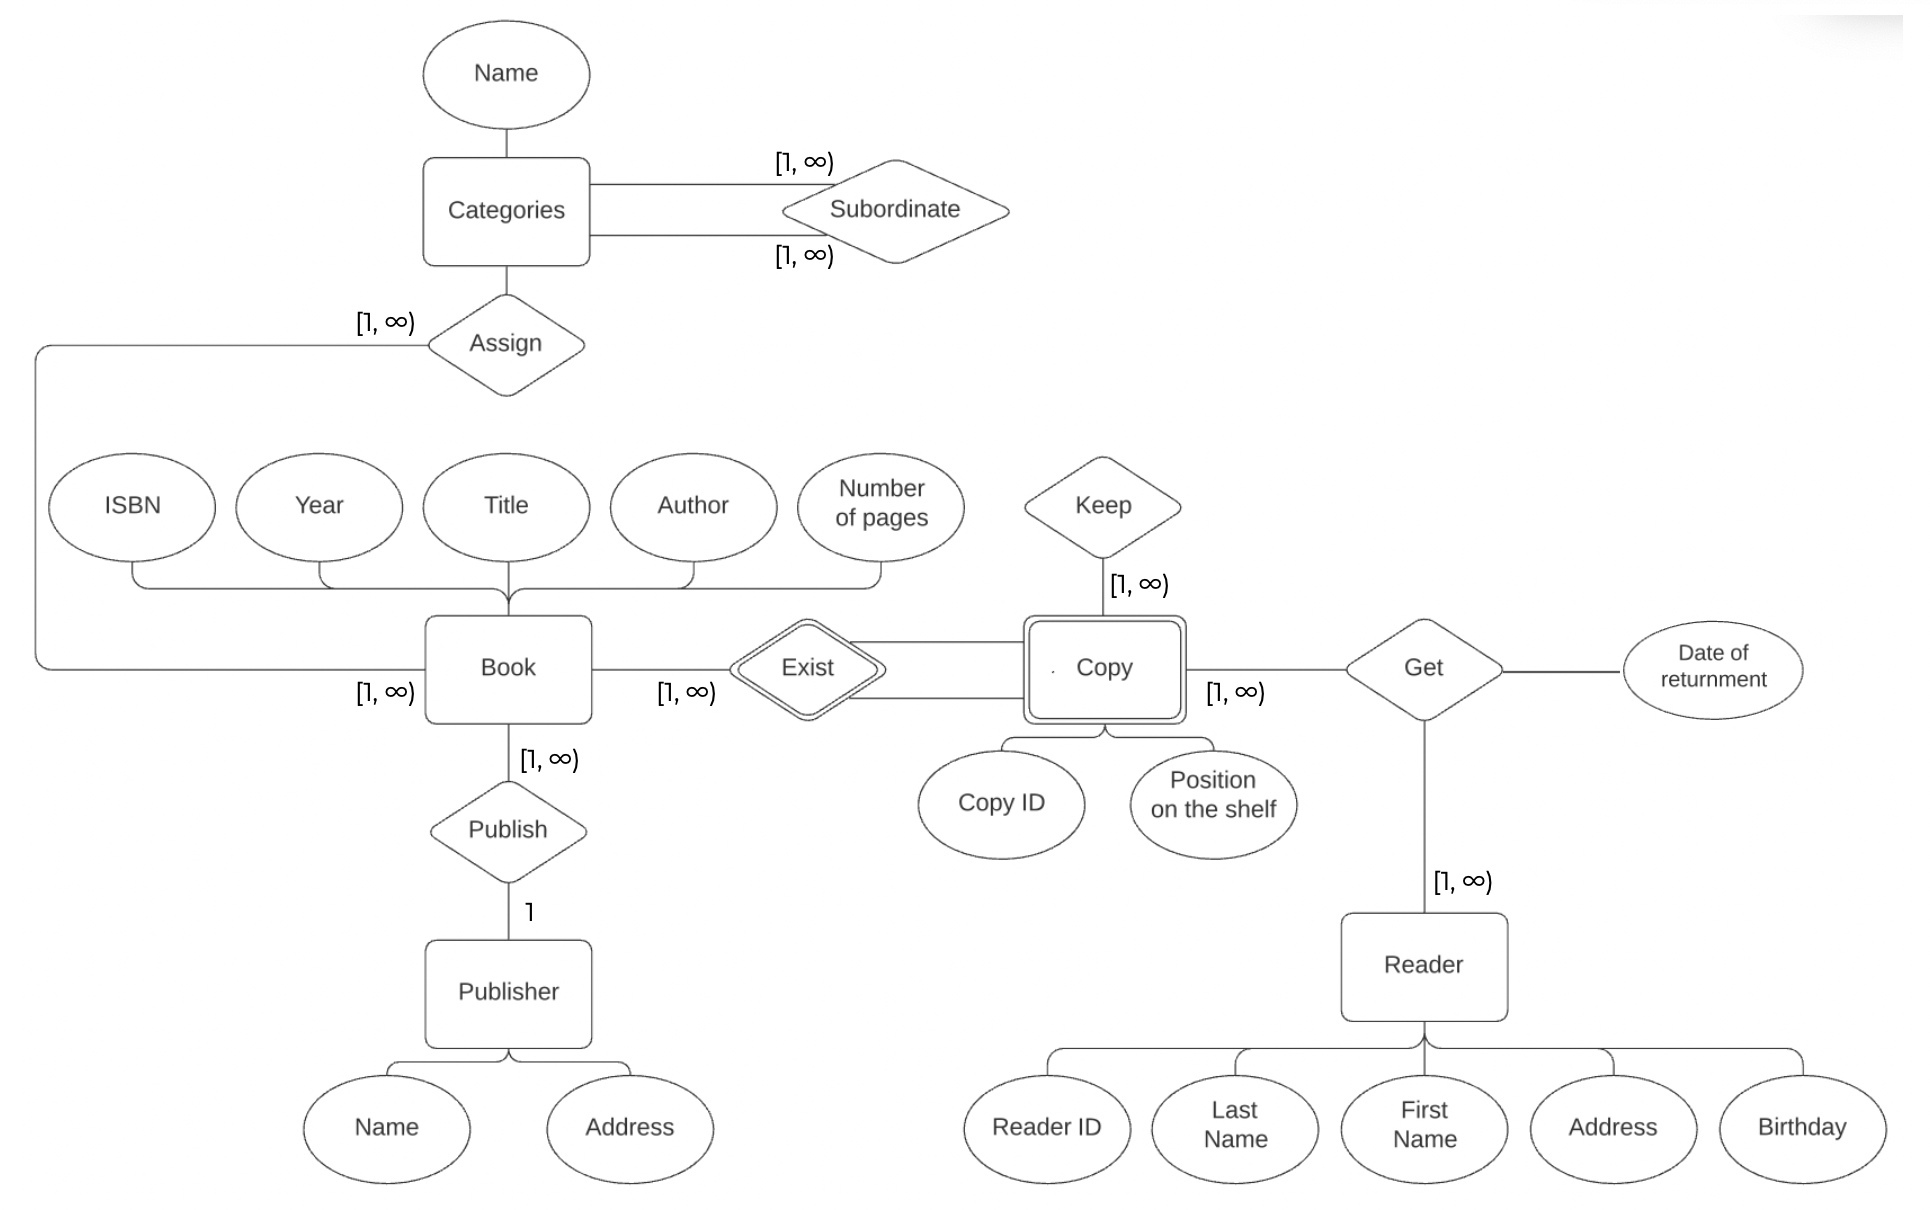 Name
[1, ∞)
Categories
Subordinate
[1, ∞)
[1, ∞)
Assign
ISBN
Year
Title
Author
Number
of pages
Keep
[1, ∞)
Book
Exist
Copy
Get
Date of
returnment
[1, ∞)
[1, ∞)
[1, ∞)
[1, ∞)
Copy ID
Position
on the shelf
Publish
[1, ∞)
1
Reader
Publisher
Name
Address
Reader ID
Last
Name
First
Name
Address
Birthday